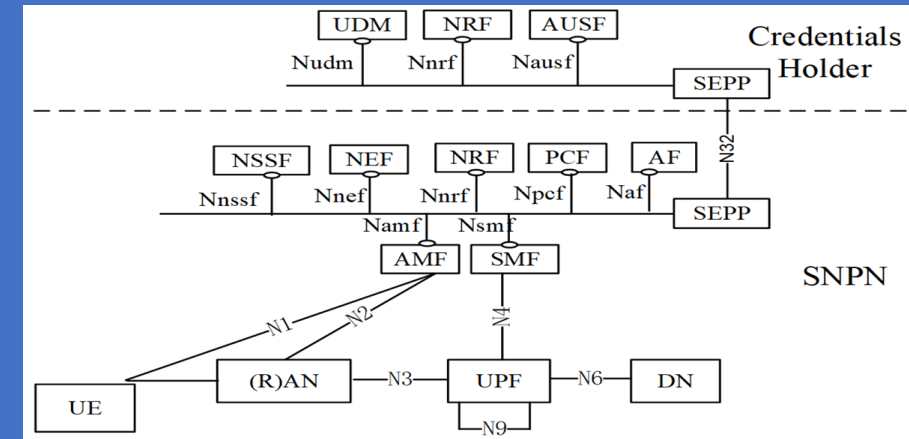 UDM NRF AUSF
Credentials
Holder
Nudm Nnrf Nausf
SEPP
N32
NSSF NEF NRF PCF AF
Nnssf Nnef Nnrf Npcf Naf
SEPP
Namf Nsmf
AMF SMF
SNPN
N1 N2 N4
(R)AN N3 UPF N6 DN
UE
N9